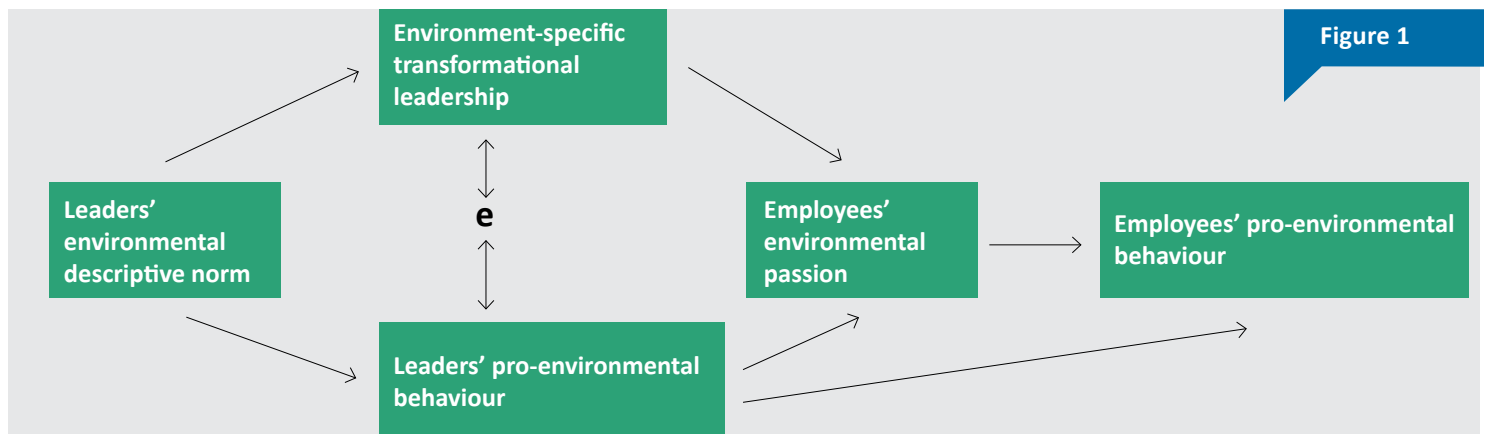 Figure 1
Environment-specific
transformational
leadership
Leaders’
environmental
descriptive norm
e
Employees’
environmental
passion
Employees’ pro-environmental
behaviour
Leaders’ pro-environmental
behaviour